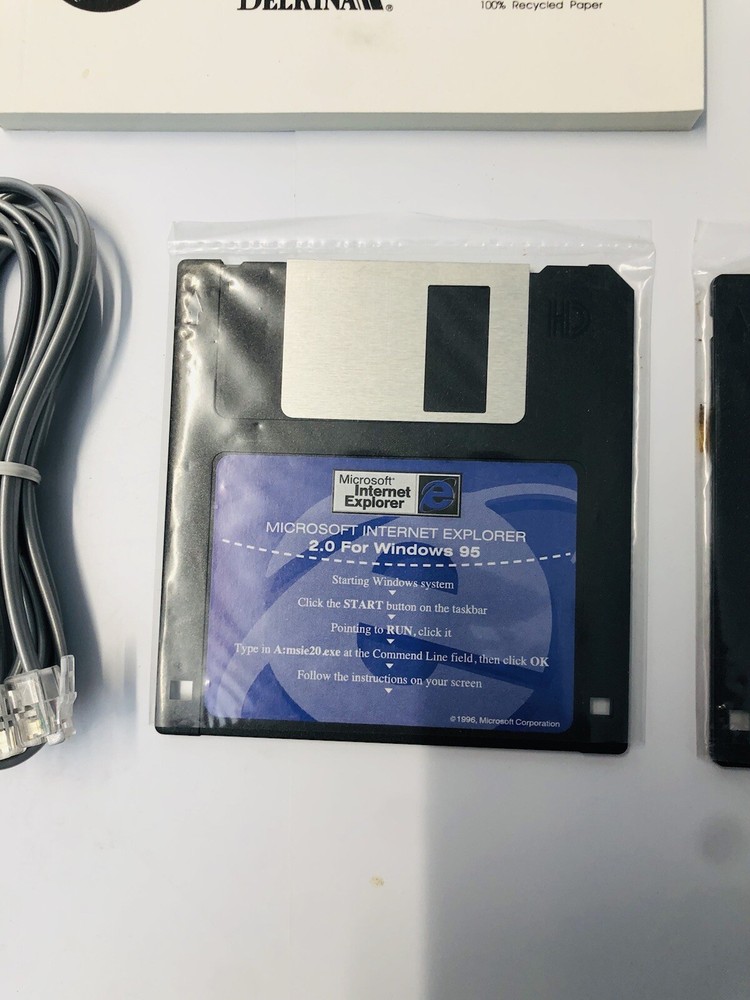 DELRINA®
100% Recycled Paper
HD
Microsoft®
Internet
Explorer
MICROSOFT INTERNET EXPLORER
2.0 For Windows 95
Starting Windows system
Click the START button on the taskbar
Pointing to RUN, click it
Type in A:msie20.exe at the Commend Line field, then click OK
Follow the instructions on your screen
©1996, Microsoft Corporation